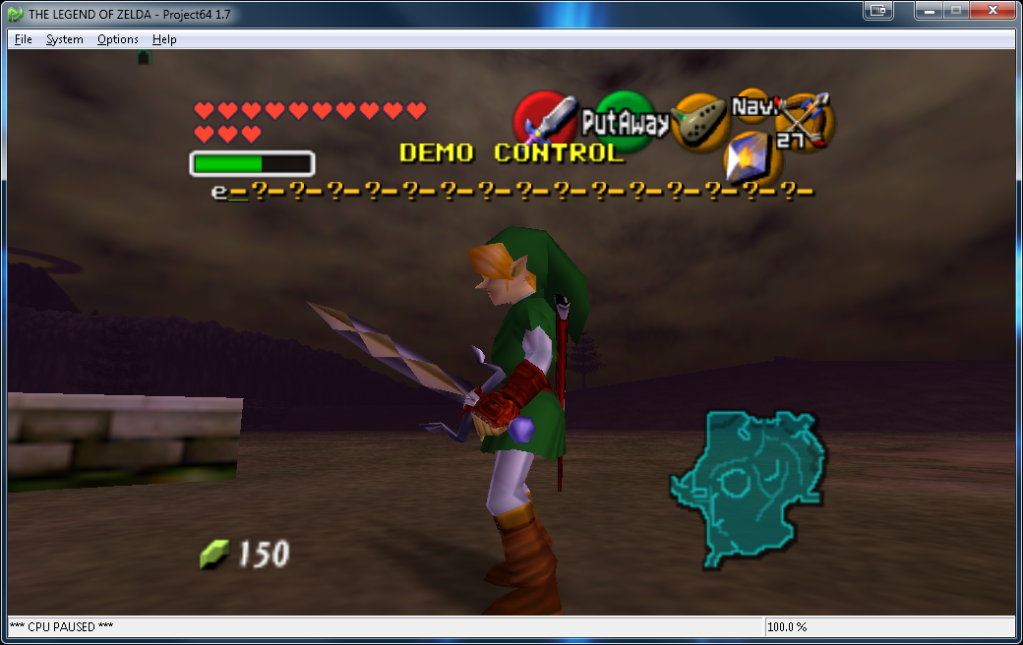 THE LEGEND OF ZELDA - Project64 1.7
File System Options Help
PutAway Navi 27
DEMO CONTROL
e_-?-?-?-?-?-?-?-?-?-?-?-?-?-?-?-
150
*** CPU PAUSED *** 100.0 %